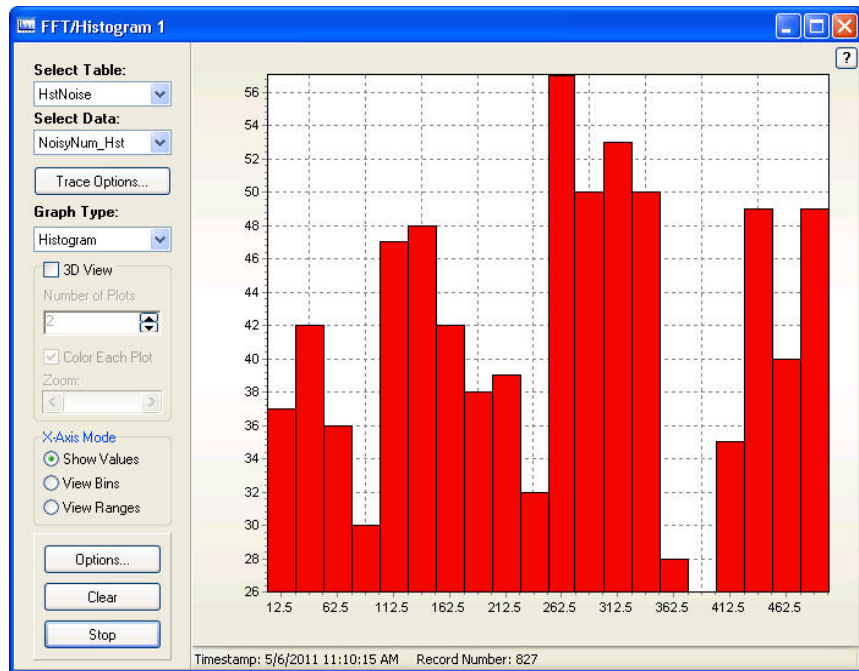 FFT/Histogram 1
?
Select Table:
HstNoise
Select Data:
NoisyNum_Hst
Trace Options...
Graph Type:
Histogram
3D View
Number of Plots
2
Color Each Plot
Zoom:
X-Axis Mode
Show Values
View Bins
View Ranges
Options...
Clear
Stop
56
54
52
50
48
46
44
42
40
38
36
34
32
30
28
26
12.5 62.5 112.5 162.5 212.5 262.5 312.5 362.5 412.5 462.5
Timestamp: 5/6/2011 11:10:15 AM Record Number: 827